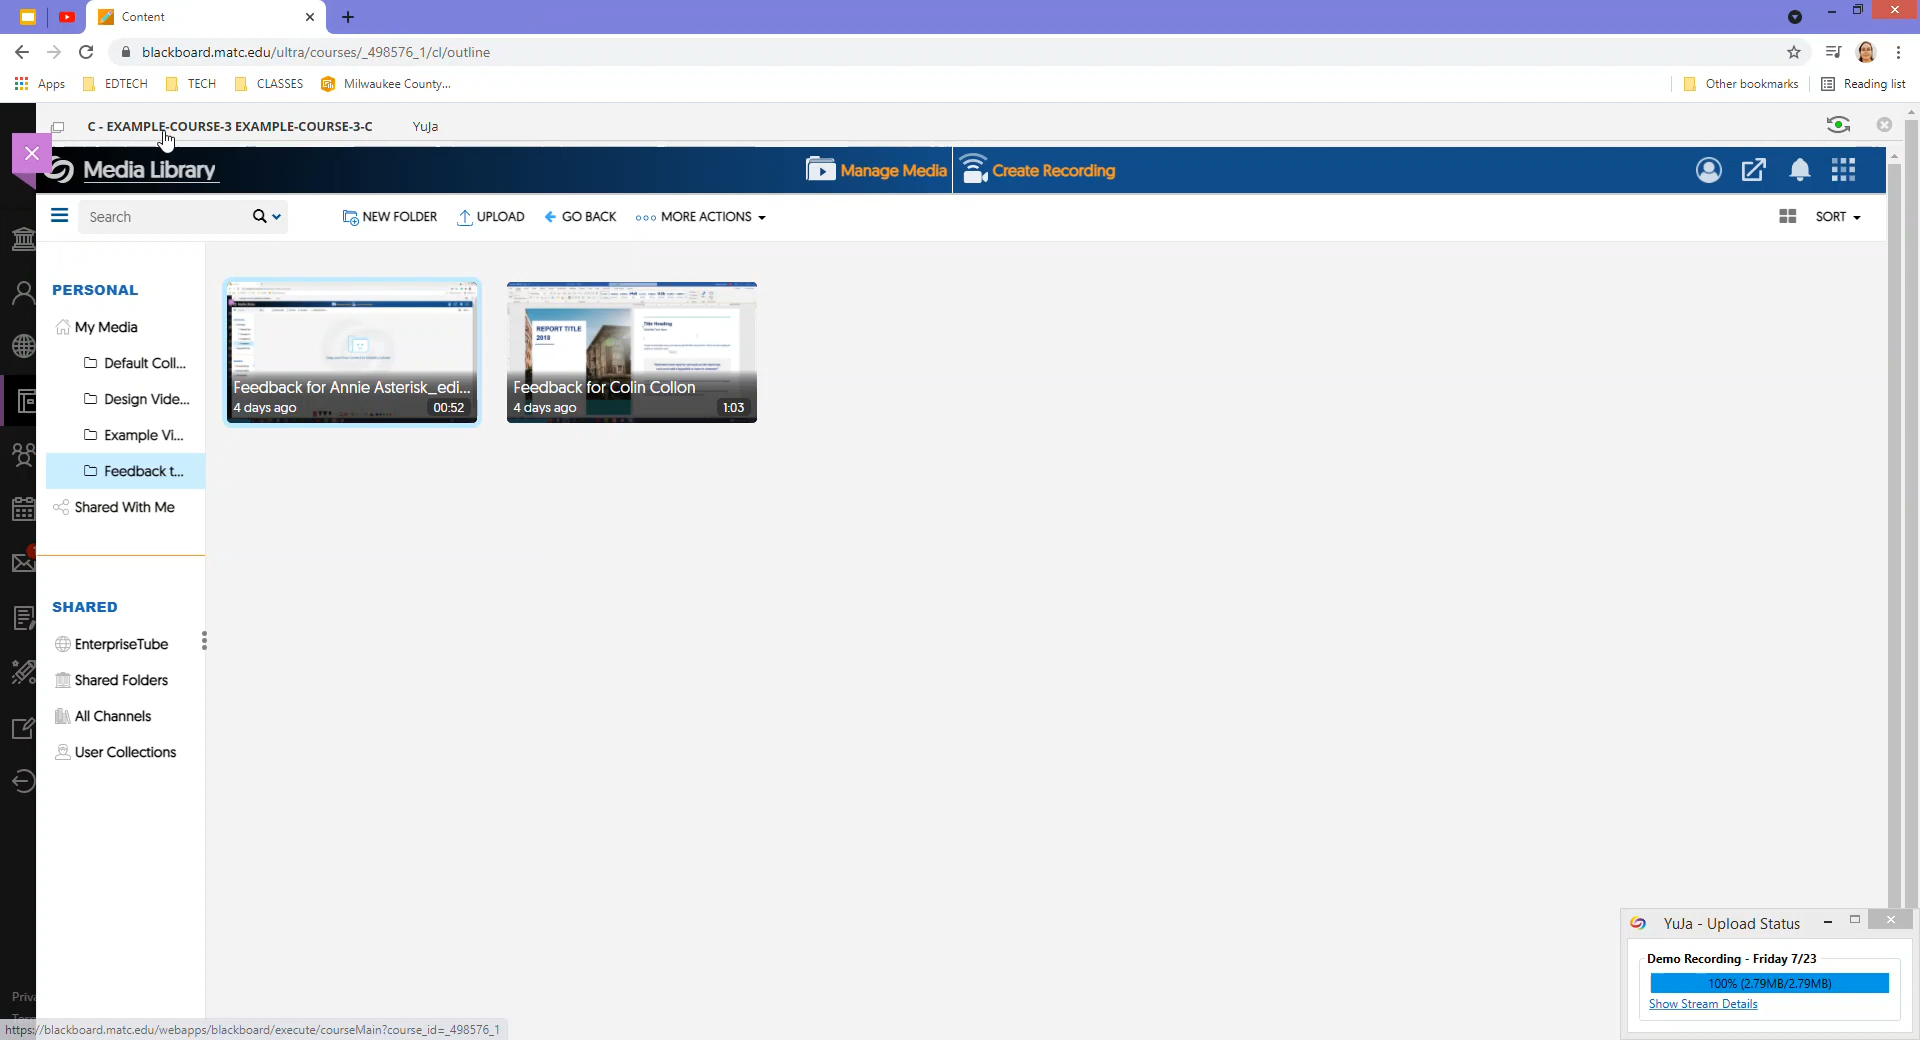 Content
blackboard.matc.edu/ultra/courses/_498576_1/cl/outline
Apps EDTECH TECH CLASSES Milwaukee County... Other bookmarks Reading list
C - EXAMPLE-COURSE-3 EXAMPLE-COURSE-3-C YuJa
Media Library Manage Media Create Recording
Search NEW FOLDER UPLOAD GO BACK MORE ACTIONS SORT
PERSONAL
My Media
Default Coll...
Design Vide...
Example Vi...
Feedback t...
Shared With Me
SHARED
EnterpriseTube
Shared Folders
All Channels
User Collections
Feedback for Annie Asterisk_edi...
4 days ago 00:52
REPORT TITLE
2018
Title Heading
Feedback for Colin Collon
4 days ago 1:03
YuJa - Upload Status
Demo Recording - Friday 7/23
100% (2.79MB/2.79MB)
Show Stream Details
Priva
https://blackboard.matc.edu/webapps/blackboard/execute/courseMain?course_id=_498576_1